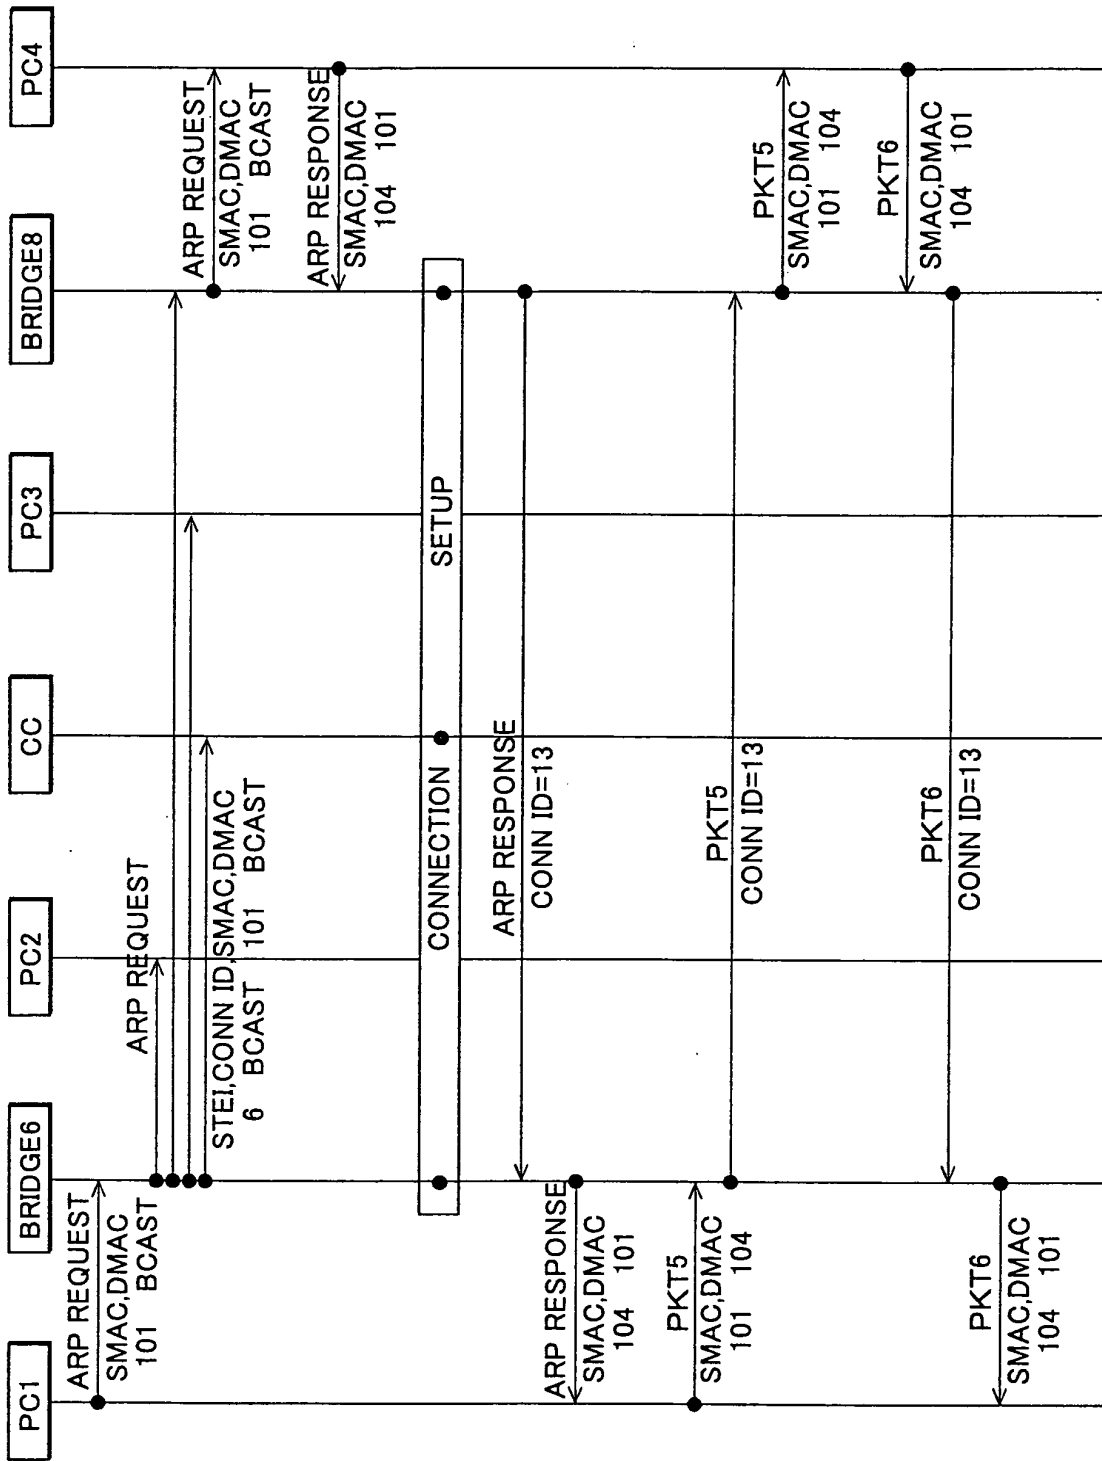 PC1
BRIDGE6
PC2
CC
PC3
BRIDGE8
PC4
ARP REQUEST
SMAC,DMAC
101 BCAST
ARP REQUEST
STEI,CONN ID,SMAC,DMAC
6 BCAST 101 BCAST
ARP REQUEST
SMAC,DMAC
101 BCAST
ARP RESPONSE
SMAC,DMAC
104 101
CONNECTION SETUP
ARP RESPONSE
CONN ID=13
ARP RESPONSE
SMAC,DMAC
104 101
PKT5
SMAC,DMAC
101 104
PKT5
CONN ID=13
PKT5
SMAC,DMAC
101 104
PKT6
SMAC,DMAC
104 101
PKT6
CONN ID=13
PKT6
SMAC,DMAC
104 101